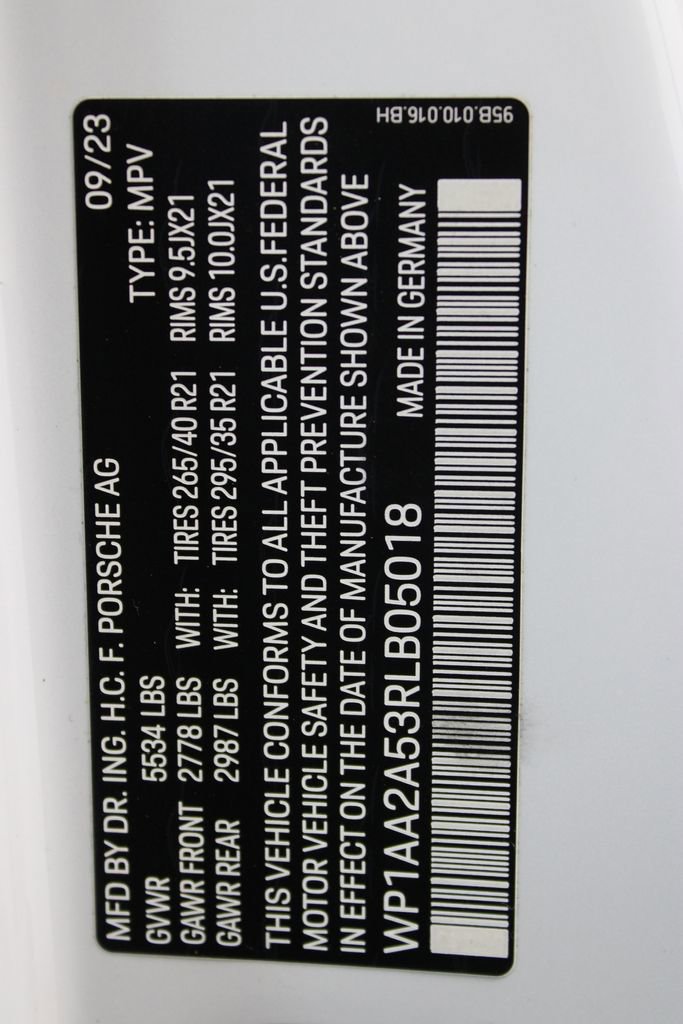 MFD BY DR. ING. H.C. F. PORSCHE AG 09/23
GVWR 5534 LBS TYPE: MPV
GAWR FRONT 2778 LBS WITH: TIRES 265/40 R21 RIMS 9.5JX21
GAWR REAR 2987 LBS WITH: TIRES 295/35 R21 RIMS 10.0JX21
THIS VEHICLE CONFORMS TO ALL APPLICABLE U.S.FEDERAL
MOTOR VEHICLE SAFETY AND THEFT PREVENTION STANDARDS
IN EFFECT ON THE DATE OF MANUFACTURE SHOWN ABOVE
WP1AA2A53RLB05018 MADE IN GERMANY
95B.010.016.BH